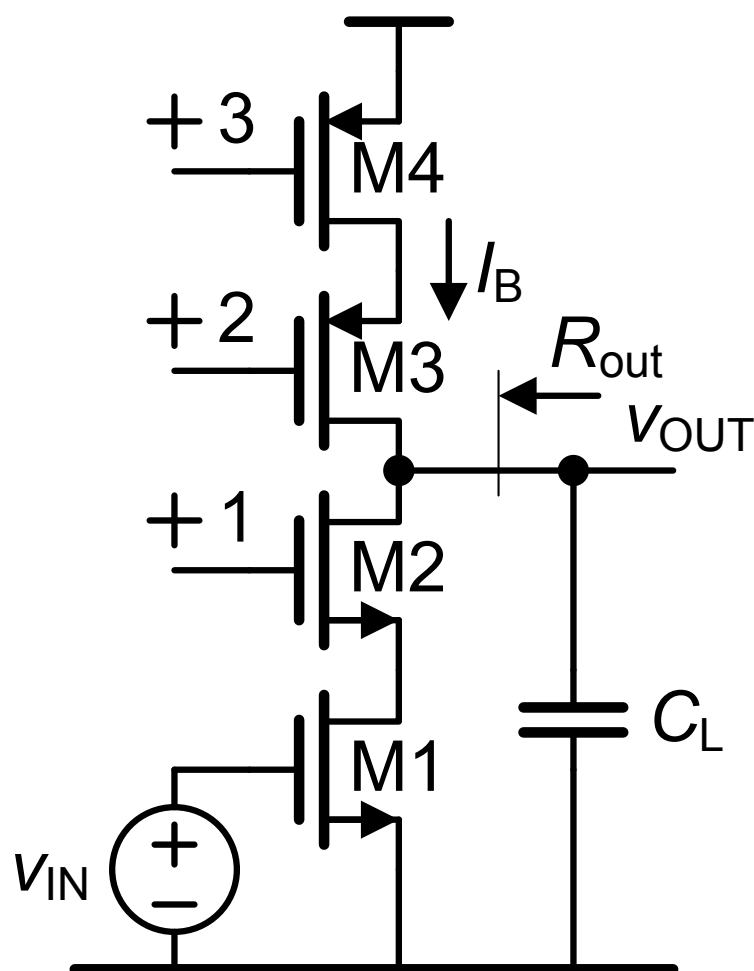 + 3
M4
I_B
+ 2
M3
R_out
v_OUT
+ 1
M2
C_L
M1
v_IN
+
−